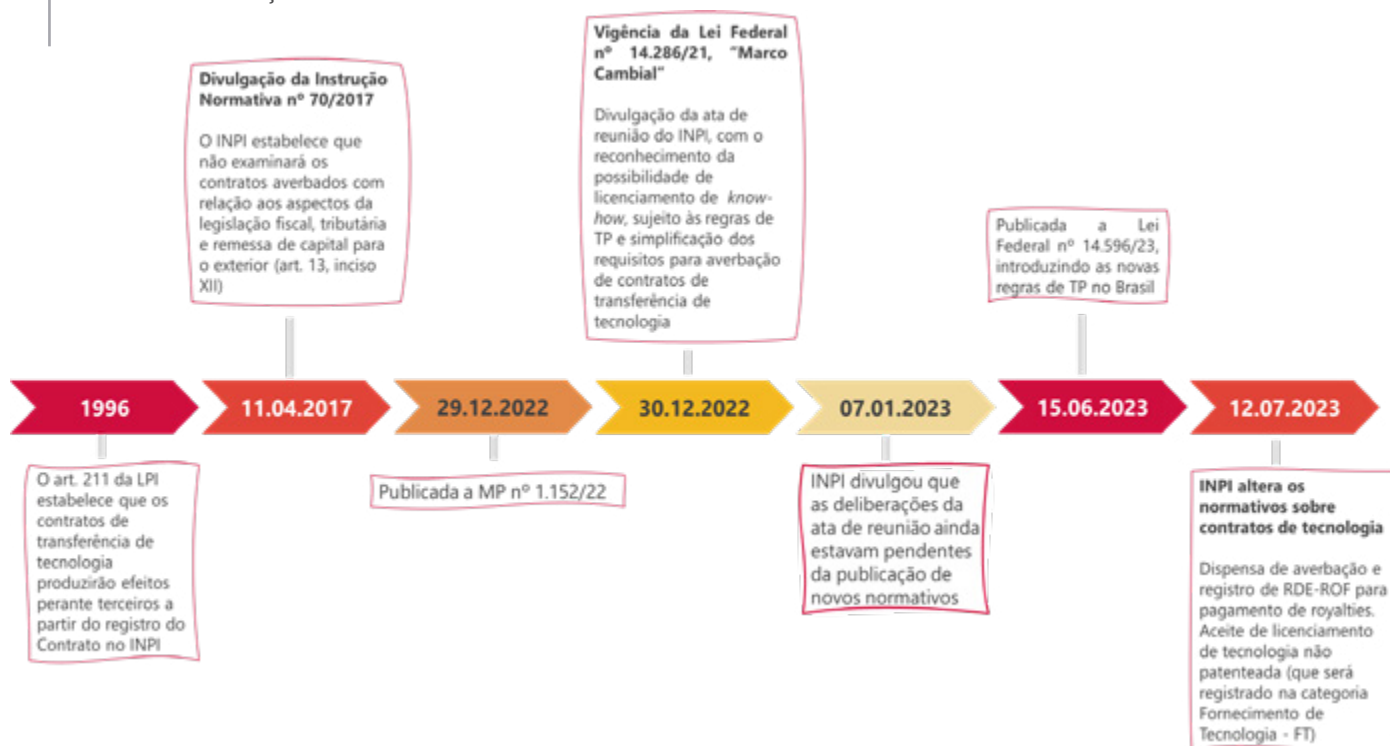 Divulgação da Instrução
Normativa nº 70/2017
O INPI estabelece que
não examinará os
contratos averbados com
relação aos aspectos da
legislação fiscal, tributária
e remessa de capital para
o exterior (art. 13, inciso
XII)
Vigência da Lei Federal
nº 14.286/21, “Marco
Cambial”
Divulgação da ata de
reunião do INPI, com o
reconhecimento da
possibilidade de
licenciamento de know-
how, sujeito às regras de
TP e simplificação dos
requisitos para averbação
de contratos de
transferência de
tecnologia
Publicada a Lei
Federal nº 14.596/23,
introduzindo as novas
regras de TP no Brasil
1996
11.04.2017
29.12.2022
30.12.2022
07.01.2023
15.06.2023
12.07.2023
O art. 211 da LPI
estabelece que os
contratos de
transferência de
tecnologia
produzirão efeitos
perante terceiros a
partir do registro do
Contrato no INPI
Publicada a MP nº 1.152/22
INPI divulgou que
as deliberações da
ata de reunião ainda
estavam pendentes
da publicação de
novos normativos
INPI altera os
normativos sobre
contratos de tecnologia
Dispensa de averbação e
registro de RDE-ROF para
pagamento de royalties.
Aceite de licenciamento
de tecnologia não
patenteada (que será
registrado na categoria
Fornecimento de
Tecnologia - FT)